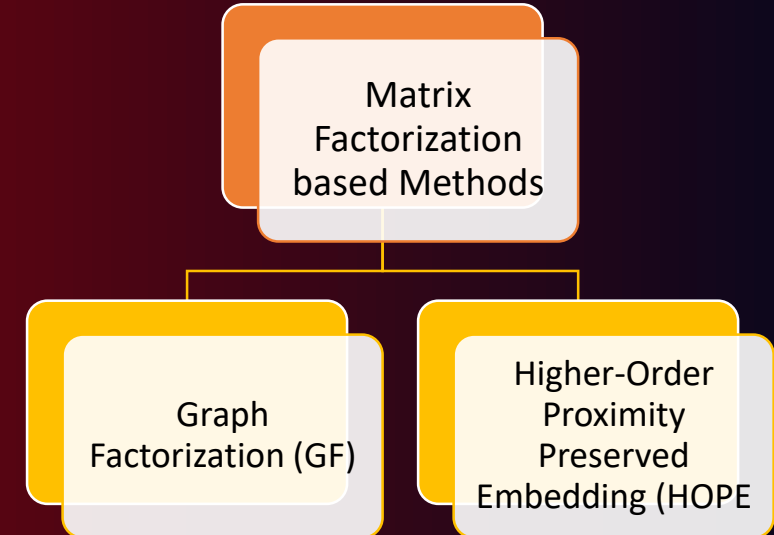 Matrix
Factorization
based Methods
Graph
Factorization (GF)
Higher-Order
Proximity
Preserved
Embedding (HOPE